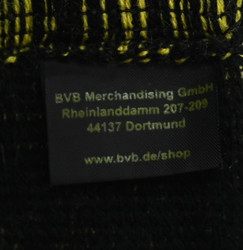 BVB Merchandising GmbH
Rheinlanddamm 207-209
44137 Dortmund
www.bvb.de/shop